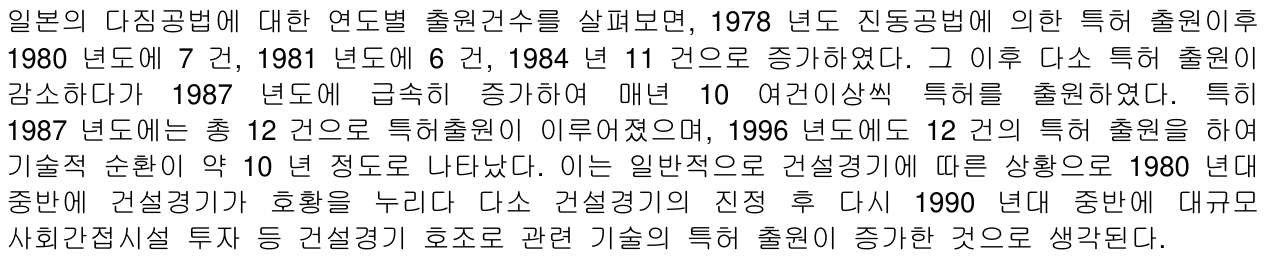 일본의 다짐공법에 대한 연도별 출원건수를 살펴보면, 1978 년도 진동공법에 의한 특허 출원이후
1980 년도에 7 건, 1981 년도에 6 건, 1984 년 11 건으로 증가하였다. 그 이후 다소 특허 출원이
감소하다가 1987 년도에 급속히 증가하여 매년 10 여건이상씩 특허를 출원하였다. 특히
1987 년도에는 총 12 건으로 특허출원이 이루어졌으며, 1996 년도에도 12 건의 특허 출원을 하여
기술적 순환이 약 10 년 정도로 나타났다. 이는 일반적으로 건설경기에 따른 상황으로 1980 년대
중반에 건설경기가 호황을 누리다 다소 건설경기의 진정 후 다시 1990 년대 중반에 대규모
사회간접시설 투자 등 건설경기 호조로 관련 기술의 특허 출원이 증가한 것으로 생각된다.